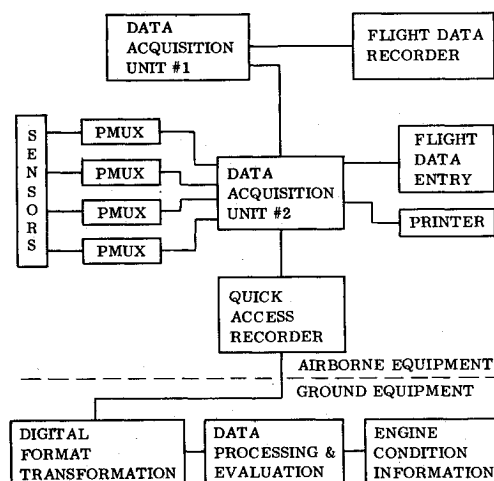 DATA
ACQUISITION
UNIT #1
FLIGHT DATA
RECORDER
SENSORS
PMUX
PMUX
PMUX
PMUX
DATA
ACQUISITION
UNIT #2
FLIGHT
DATA
ENTRY
PRINTER
QUICK
ACCESS
RECORDER
AIRBORNE EQUIPMENT
GROUND EQUIPMENT
DIGITAL
FORMAT
TRANSFORMATION
DATA
PROCESSING &
EVALUATION
ENGINE
CONDITION
INFORMATION